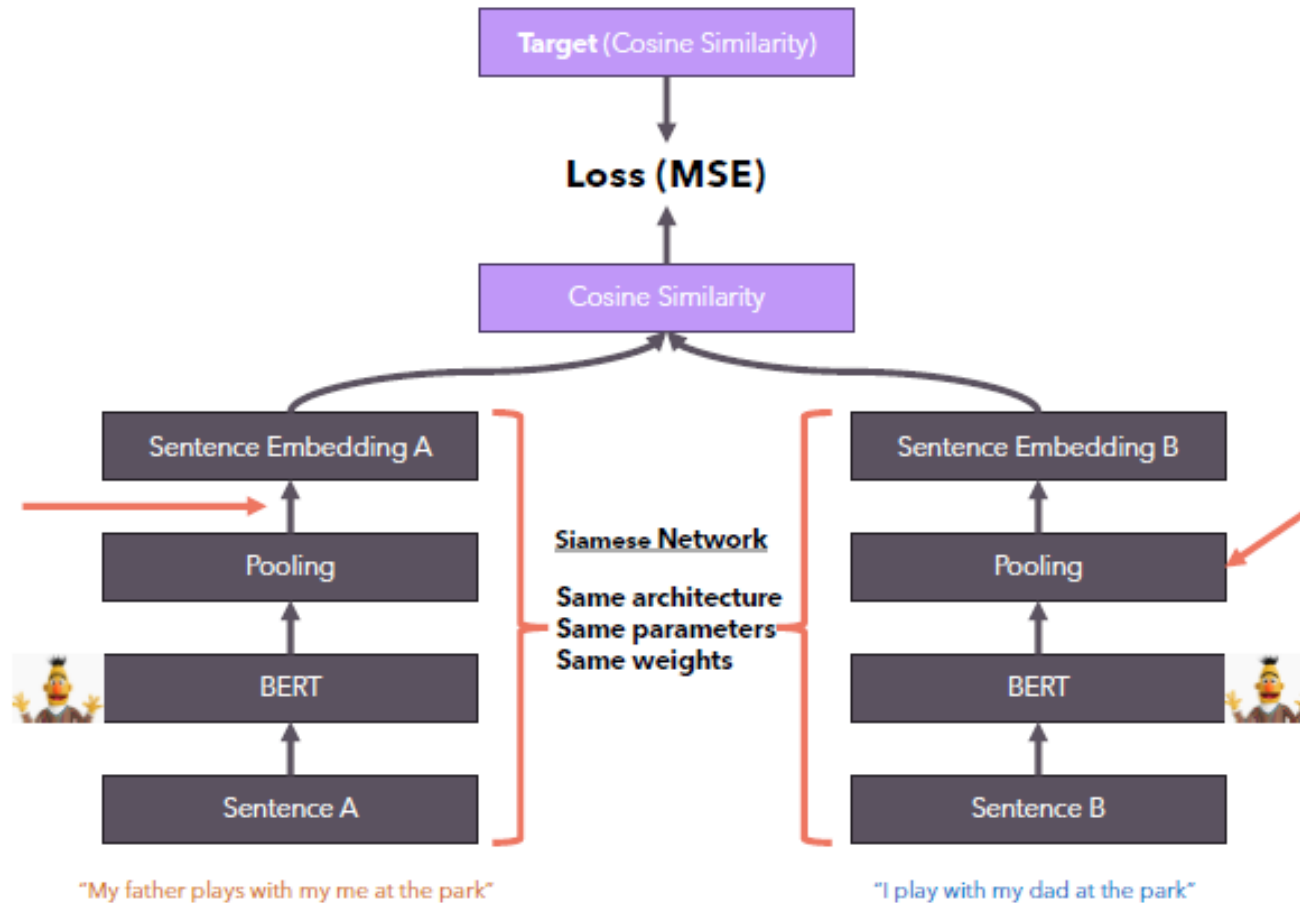 Target (Cosine Similarity)
Loss (MSE)
Cosine Similarity
Sentence Embedding A
Sentence Embedding B
Siamese Network
Pooling
Pooling
Same architecture
Same parameters
Same weights
BERT
BERT
Sentence A
Sentence B
“My father plays with my me at the park”
“I play with my dad at the park”